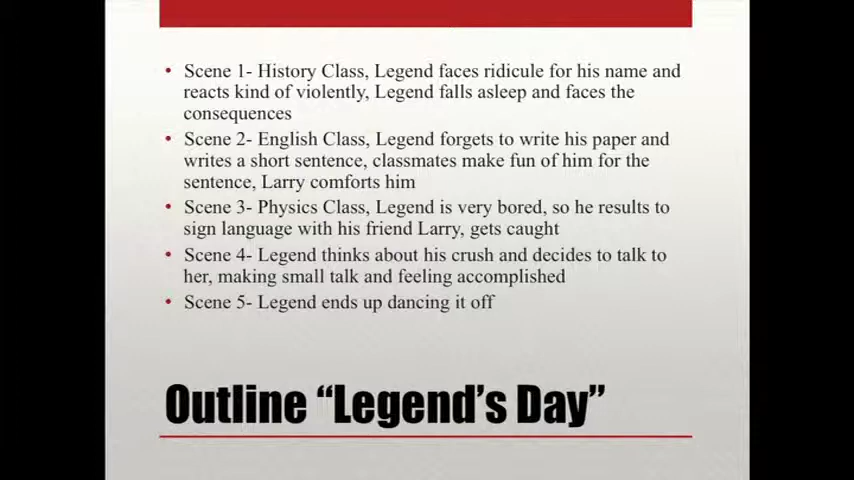 • Scene 1- History Class, Legend faces ridicule for his name and
reacts kind of violently, Legend falls asleep and faces the
consequences
• Scene 2- English Class, Legend forgets to write his paper and
writes a short sentence, classmates make fun of him for the
sentence, Larry comforts him
• Scene 3- Physics Class, Legend is very bored, so he results to
sign language with his friend Larry, gets caught
• Scene 4- Legend thinks about his crush and decides to talk to
her, making small talk and feeling accomplished
• Scene 5- Legend ends up dancing it off
Outline “Legend’s Day”